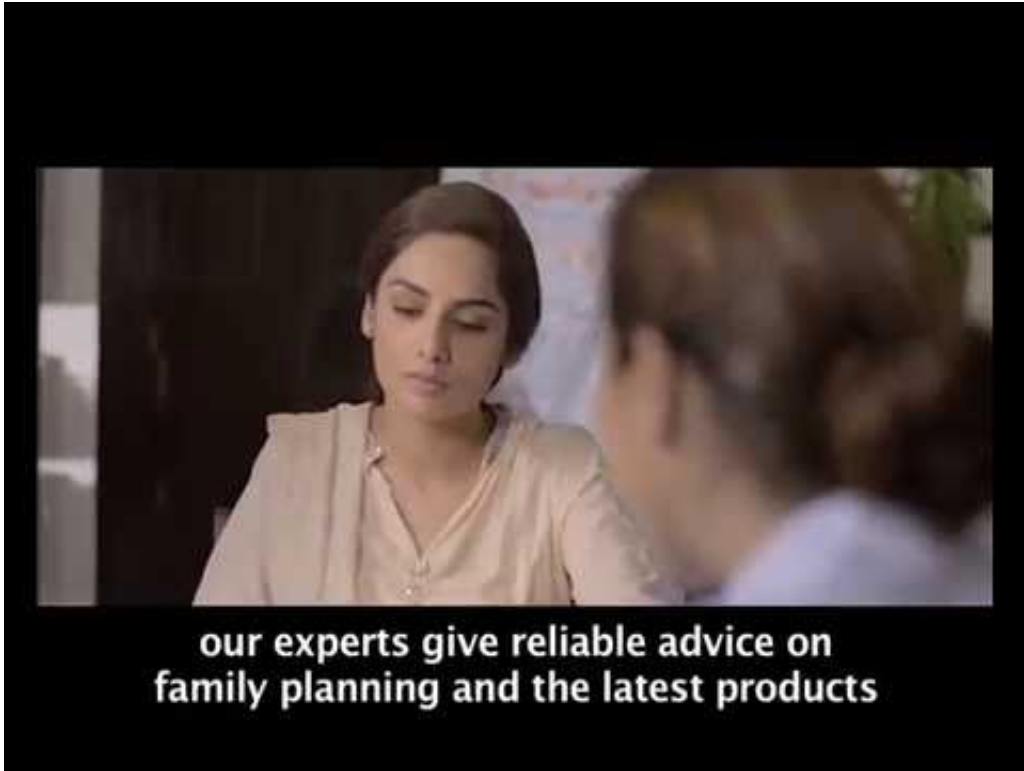 our experts give reliable advice on
family planning and the latest products